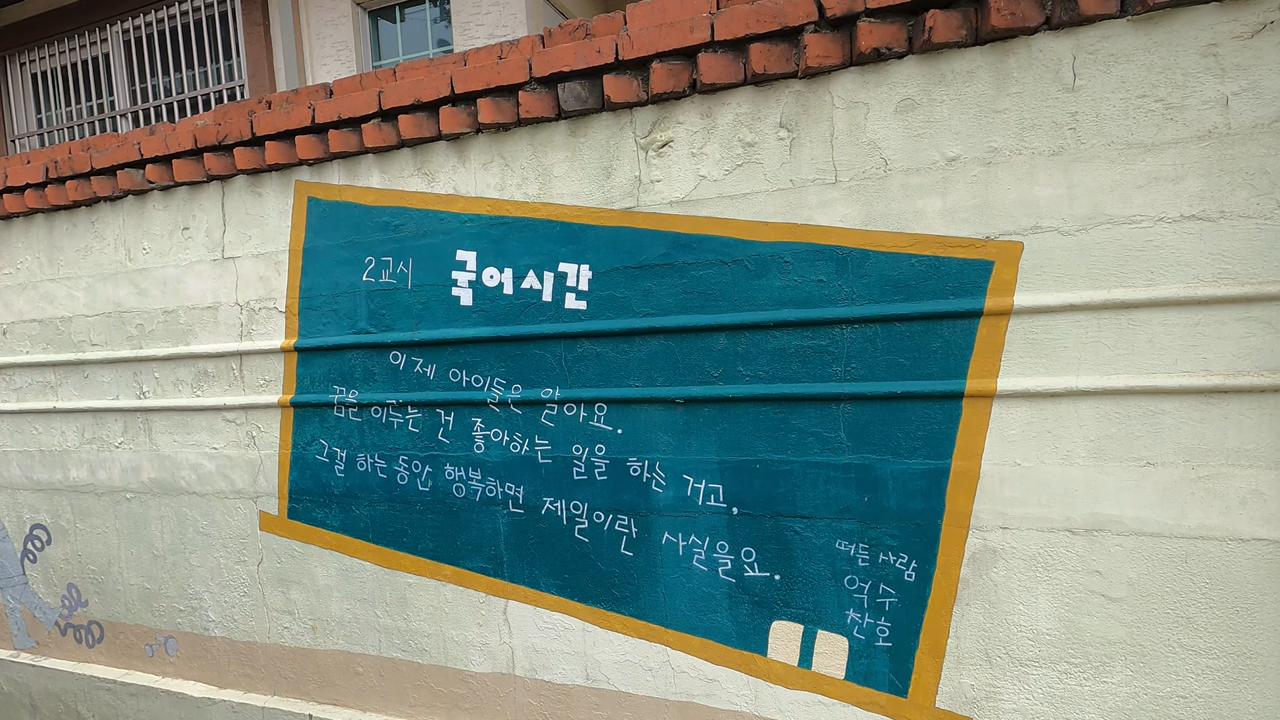 2교시 국어시간
이제 아이들은 알아요.
꿈을 이루는 건 좋아하는 일을 하는 거고,
그걸 하는 동안 행복하면 제일이란 사실을요.
떠든 사람
억수
찬호